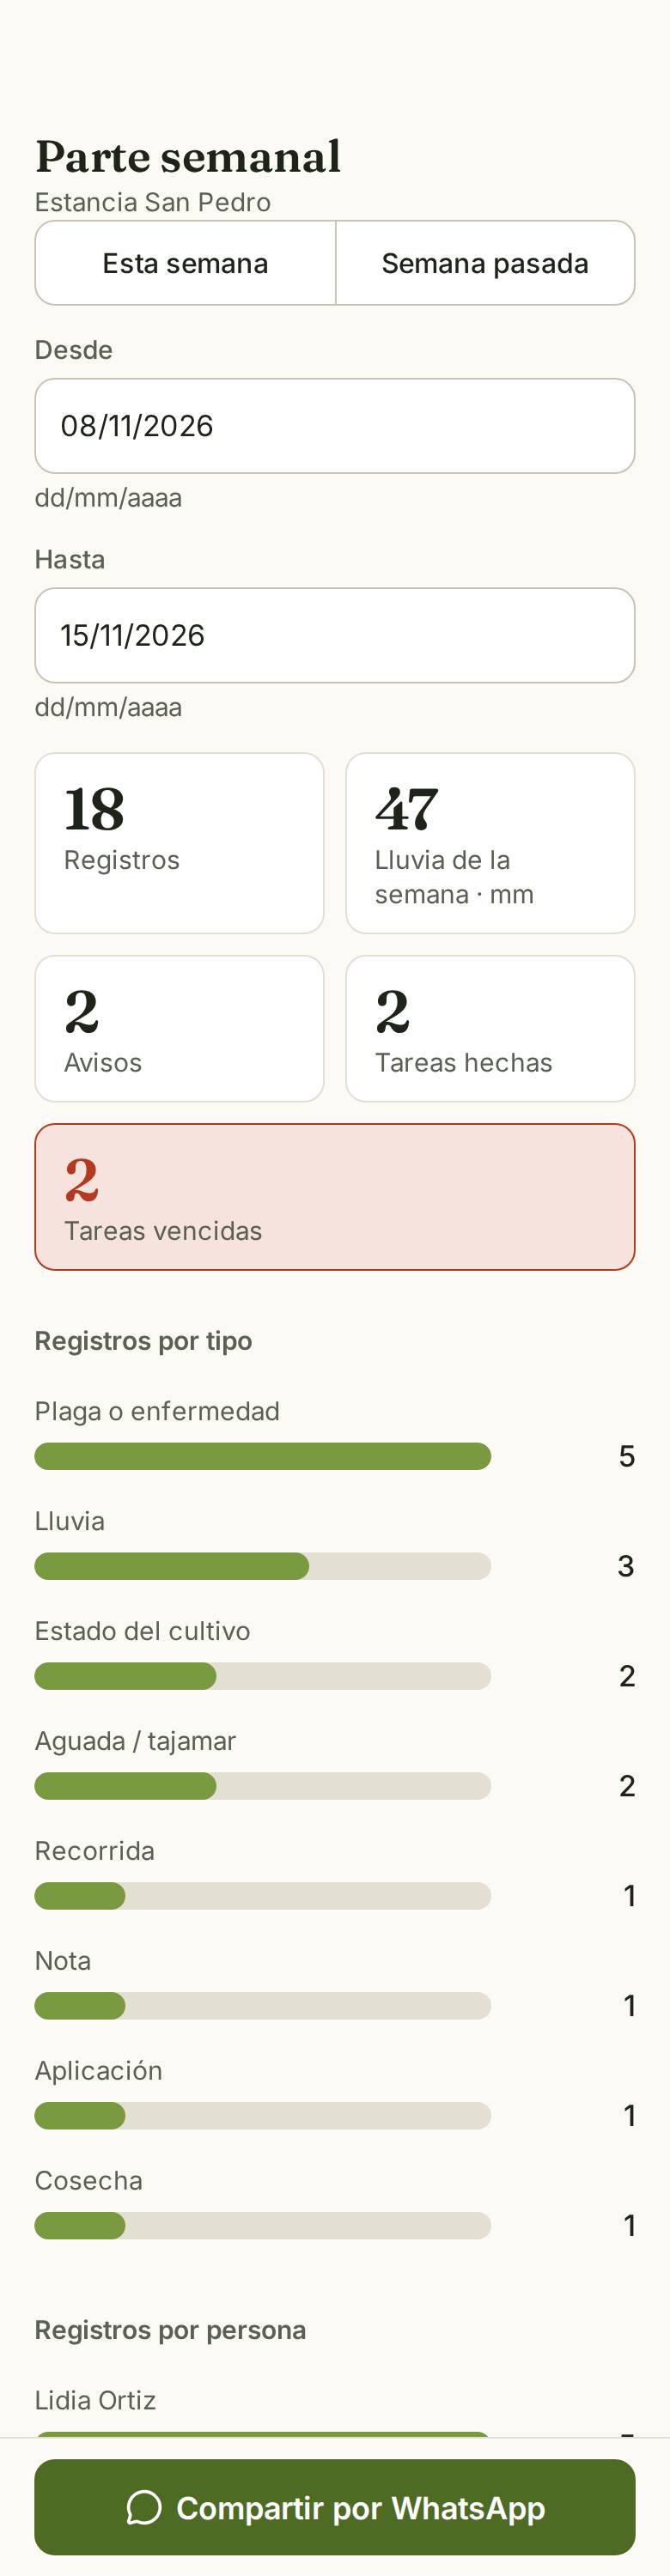 Parte semanal
Estancia San Pedro
Esta semana
Semana pasada
Desde
08/11/2026
dd/mm/aaaa
Hasta
15/11/2026
dd/mm/aaaa
18
Registros
47
Lluvia de la
semana · mm
2
Avisos
2
Tareas hechas
2
Tareas vencidas
Registros por tipo
Plaga o enfermedad
5
Lluvia
3
Estado del cultivo
2
Aguada / tajamar
2
Recorrida
1
Nota
1
Aplicación
1
Cosecha
1
Registros por persona
Lidia Ortiz
Compartir por WhatsApp